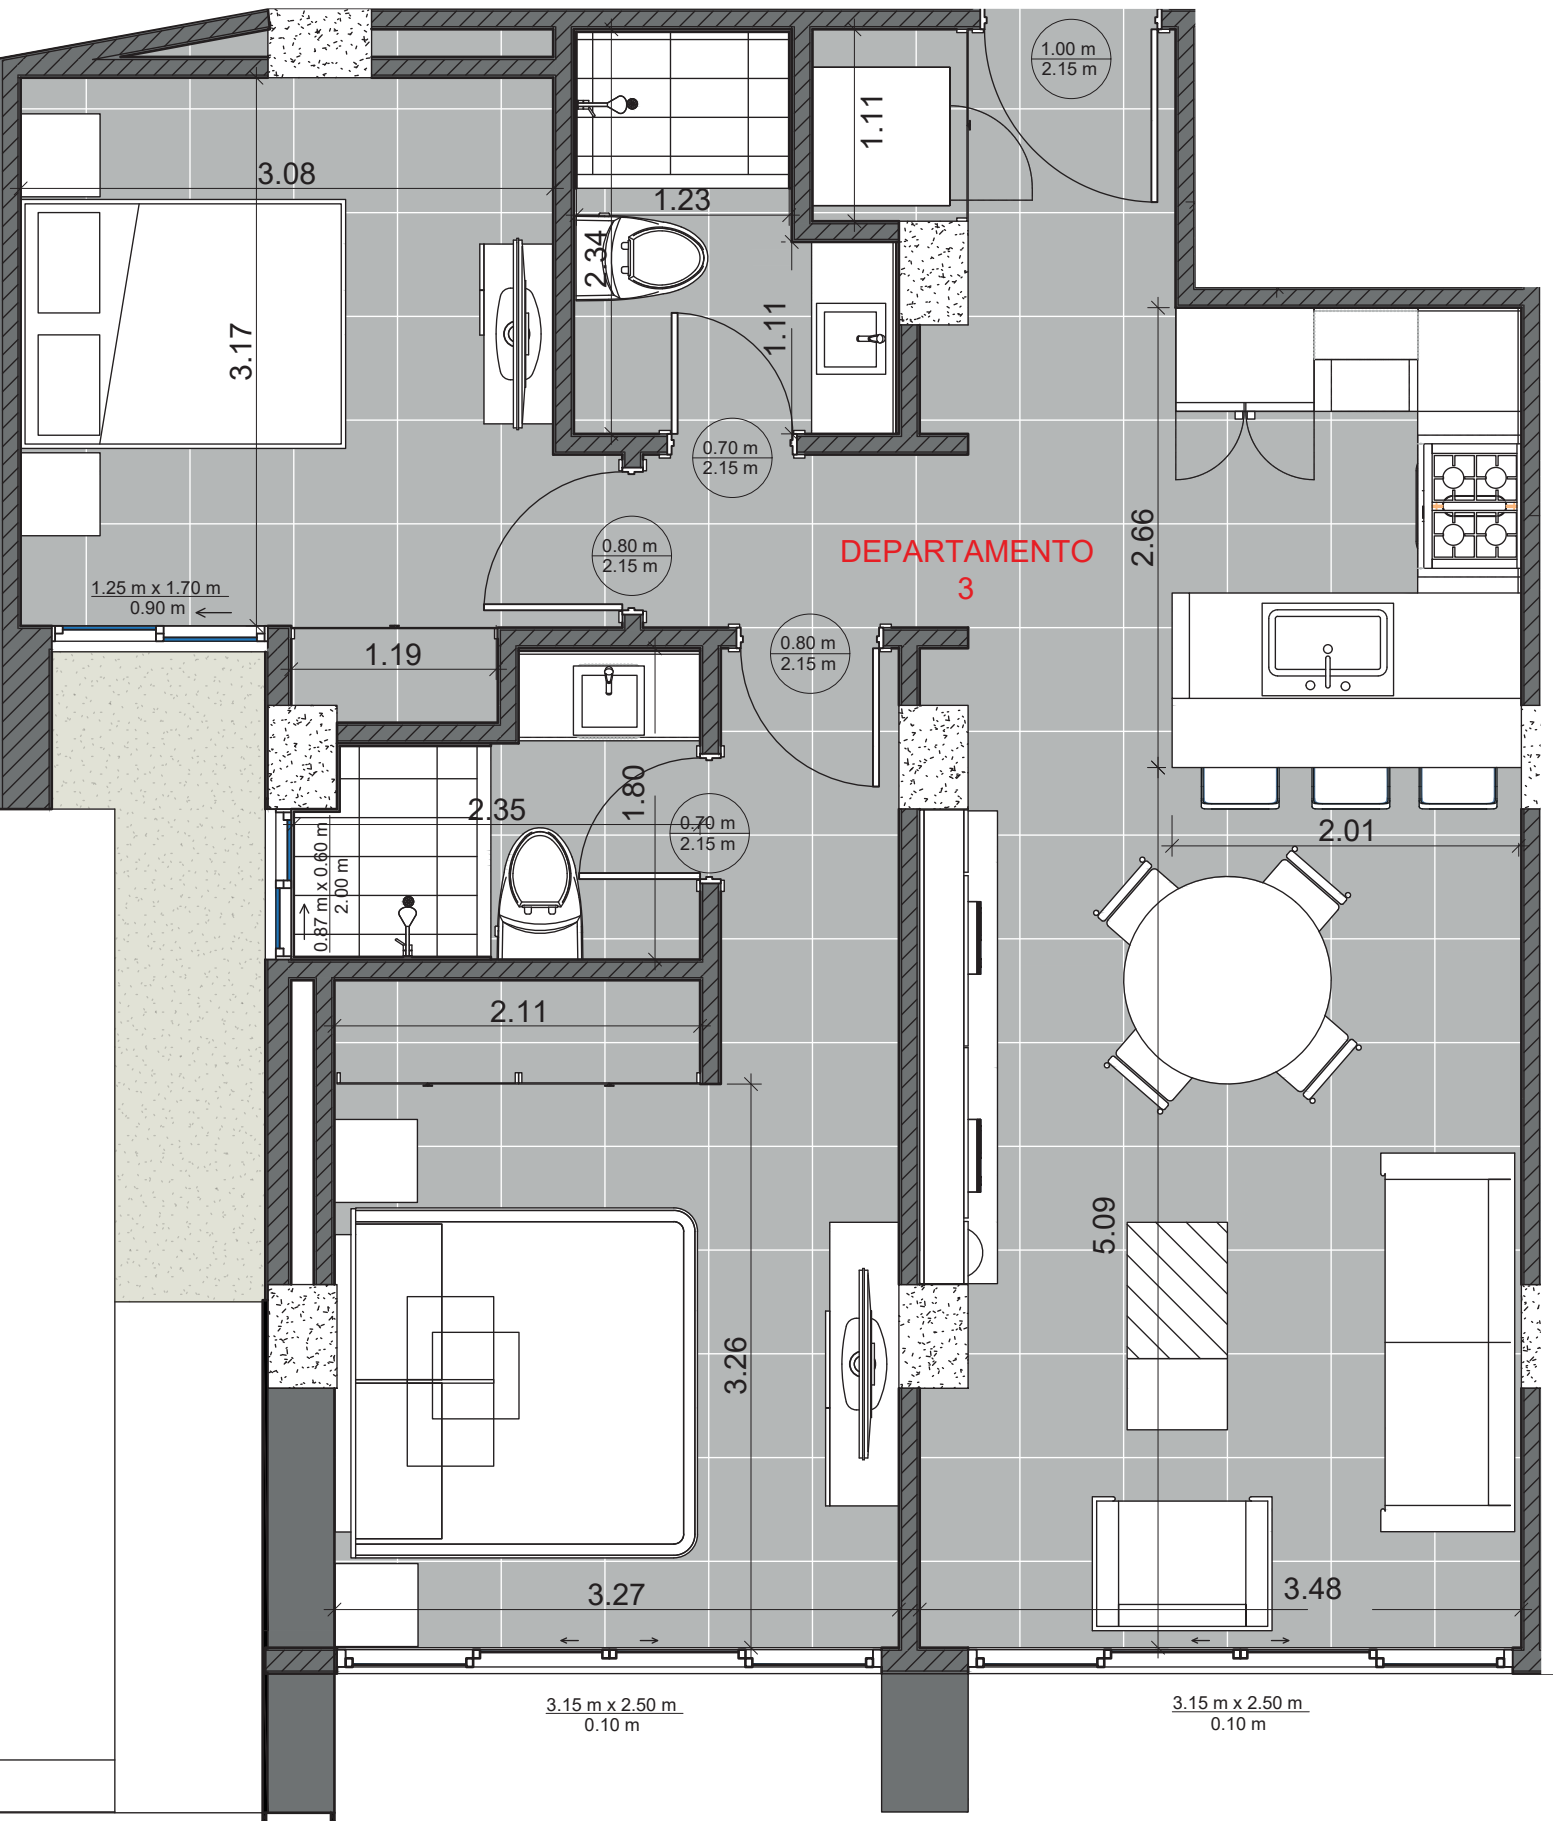 1.00 m
2.15 m
1.11
3.08
1.23
2.34
1.11
3.17
0.70 m
2.15 m
0.80 m
2.15 m
DEPARTAMENTO
3
2.66
1.25 m x 1.70 m
0.90 m
1.19
0.80 m
2.15 m
1.80
2.35
0.70 m
2.15 m
2.01
0.87 m x 0.60 m
2.00 m
2.11
5.09
3.26
3.27
3.48
3.15 m x 2.50 m
0.10 m
3.15 m x 2.50 m
0.10 m